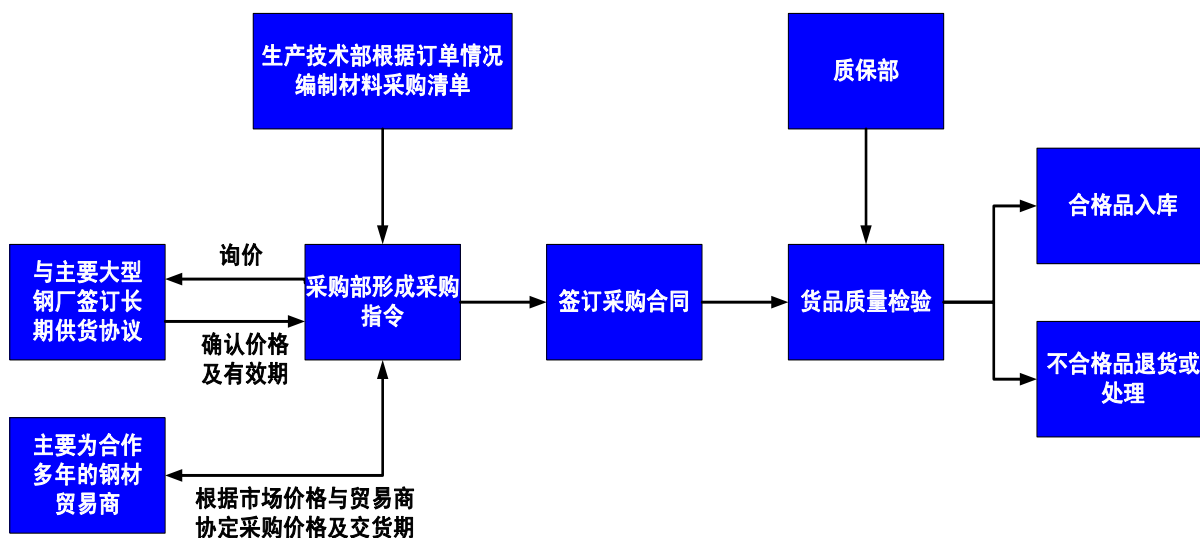 生产技术部根据订单情况
编制材料采购清单
质保部
合格品入库
询价
与主要大型
钢厂签订长
期供货协议
采购部形成采购
指令
签订采购合同
货品质量检验
确认价格
及有效期
不合格品退货或
处理
主要为合作
多年的钢材
贸易商
根据市场价格与贸易商
协定采购价格及交货期